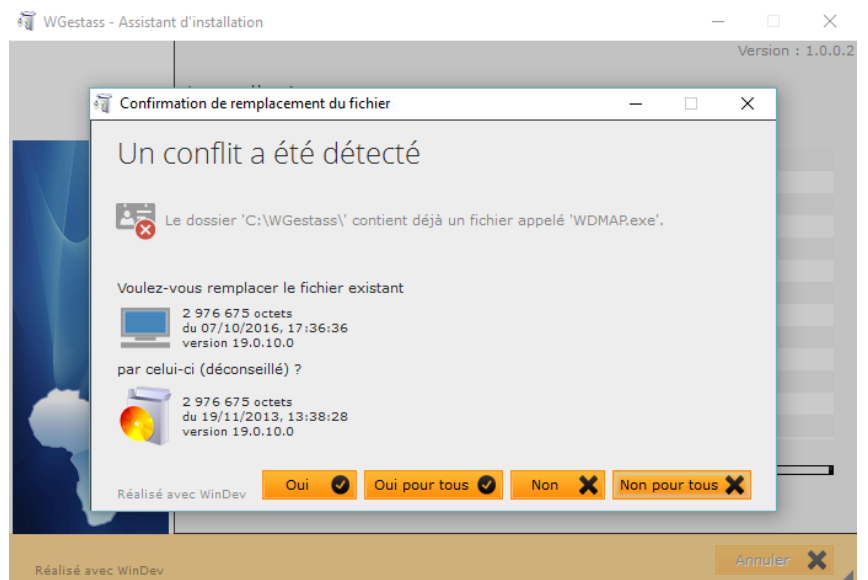 WGestass - Assistant d'installation
Version : 1.0.0.2
Confirmation de remplacement du fichier
Un conflit a été détecté
Le dossier 'C:\WGestass\' contient déjà un fichier appelé 'WDMAP.exe'.
Voulez-vous remplacer le fichier existant
2 976 675 octets
du 07/10/2016, 17:36:36
version 19.0.10.0
par celui-ci (déconseillé) ?
2 976 675 octets
du 19/11/2013, 13:38:28
version 19.0.10.0
Réalisé avec WinDev
Oui
Oui pour tous
Non
Non pour tous
Réalisé avec WinDev
Annuler